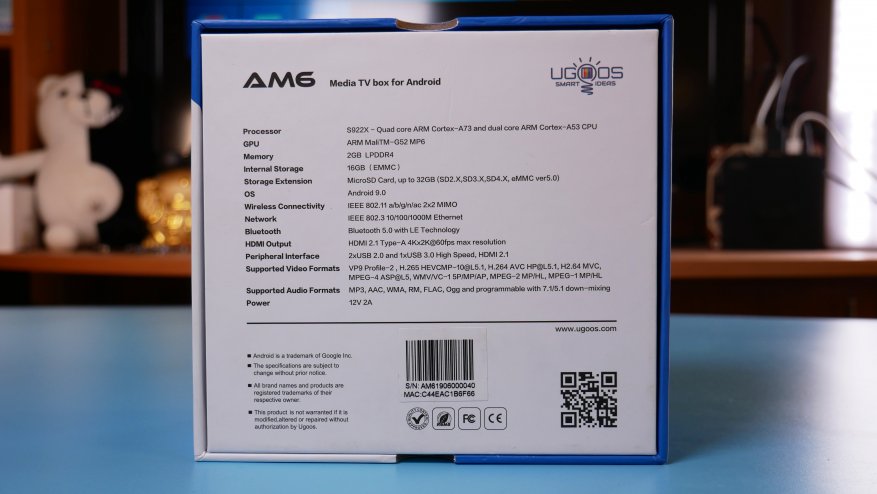 AM6 Media TV box for Android
UGOOS
SMART IDEAS
Processor S922X - Quad core ARM Cortex-A73 and dual core ARM Cortex-A53 CPU
GPU ARM MaliTM-G52 MP6
Memory 2GB LPDDR4
Internal Storage 16GB (EMMC)
Storage Extension MicroSD Card, up to 32GB (SD2.X,SD3.X,SD4.X, eMMC ver5.0)
OS Android 9.0
Wireless Connectivity IEEE 802.11 a/b/g/n/ac 2x2 MIMO
Network IEEE 802.3 10/100/1000M Ethernet
Bluetooth Bluetooth 5.0 with LE Technology
HDMI Output HDMI 2.1 Type-A 4Kx2K@60fps max resolution
Peripheral Interface 2xUSB 2.0 and 1xUSB 3.0 High Speed, HDMI 2.1
Supported Video Formats VP9 Profile-2 , H.265 HEVCMP-10@L5.1, H.264 AVC HP@L5.1, H2.64 MVC,
MPEG-4 ASP@L5, WMV/VC-1 5P/MP/AP, MPEG-2 MP/HL, MPEG-1 MP/HL
Supported Audio Formats MP3, AAC, WMA, RM, FLAC, Ogg and programmable with 7.1/5.1 down-mixing
Power 12V 2A
www.ugoos.com
■ Android is a trademark of Google Inc.
■ The specifications are subject to
change without prior notice.
■ All brand names and products are
registered trademarks of their
respective owner.
■ This product is not warranted if it is
modified,altered or repaired without
authorization by Ugoos.
S/N: AM61906000040
MAC:C44EAC1B6F66
FC CE